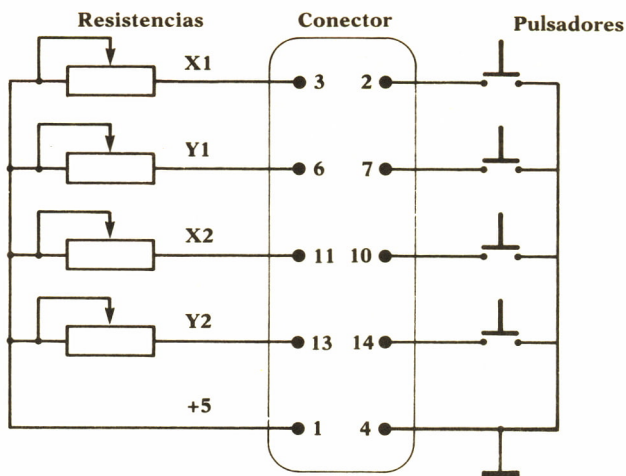 Resistencias Conector Pulsadores
X1 3 2
Y1 6 7
X2 11 10
Y2 13 14
+5 1 4